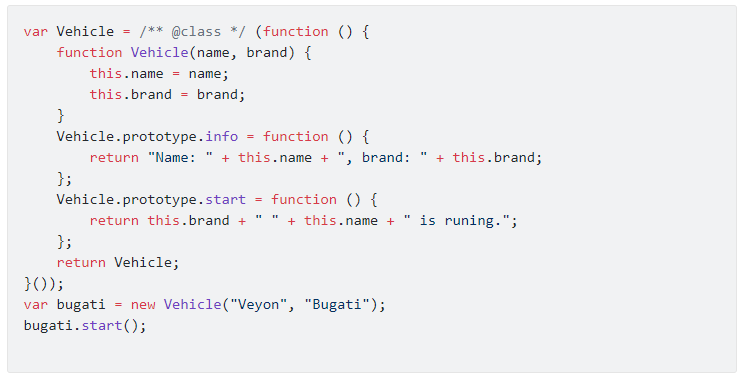 var Vehicle = /** @class */ (function () {
    function Vehicle(name, brand) {
        this.name = name;
        this.brand = brand;
    }
    Vehicle.prototype.info = function () {
        return "Name: " + this.name + ", brand: " + this.brand;
    };
    Vehicle.prototype.start = function () {
        return this.brand + " " + this.name + " is runing.";
    };
    return Vehicle;
}());
var bugati = new Vehicle("Veyon", "Bugati");
bugati.start();